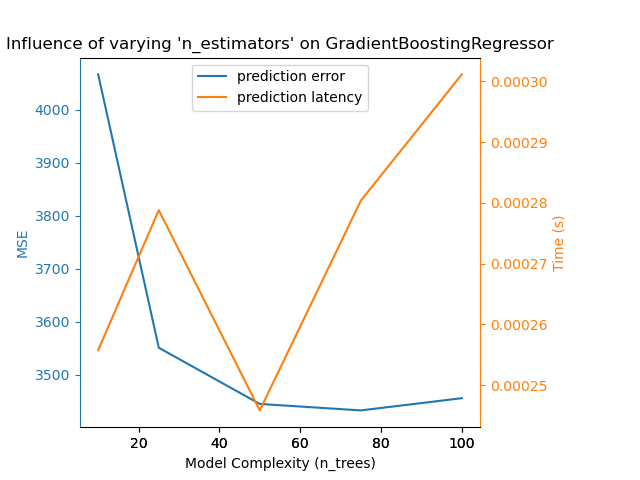 Influence of varying 'n_estimators' on GradientBoostingRegressor
prediction error
prediction latency
4000
3900
3800
3700
3600
3500
MSE
0.00030
0.00029
0.00028
0.00027
0.00026
0.00025
Time (s)
20 40 60 80 100
Model Complexity (n_trees)